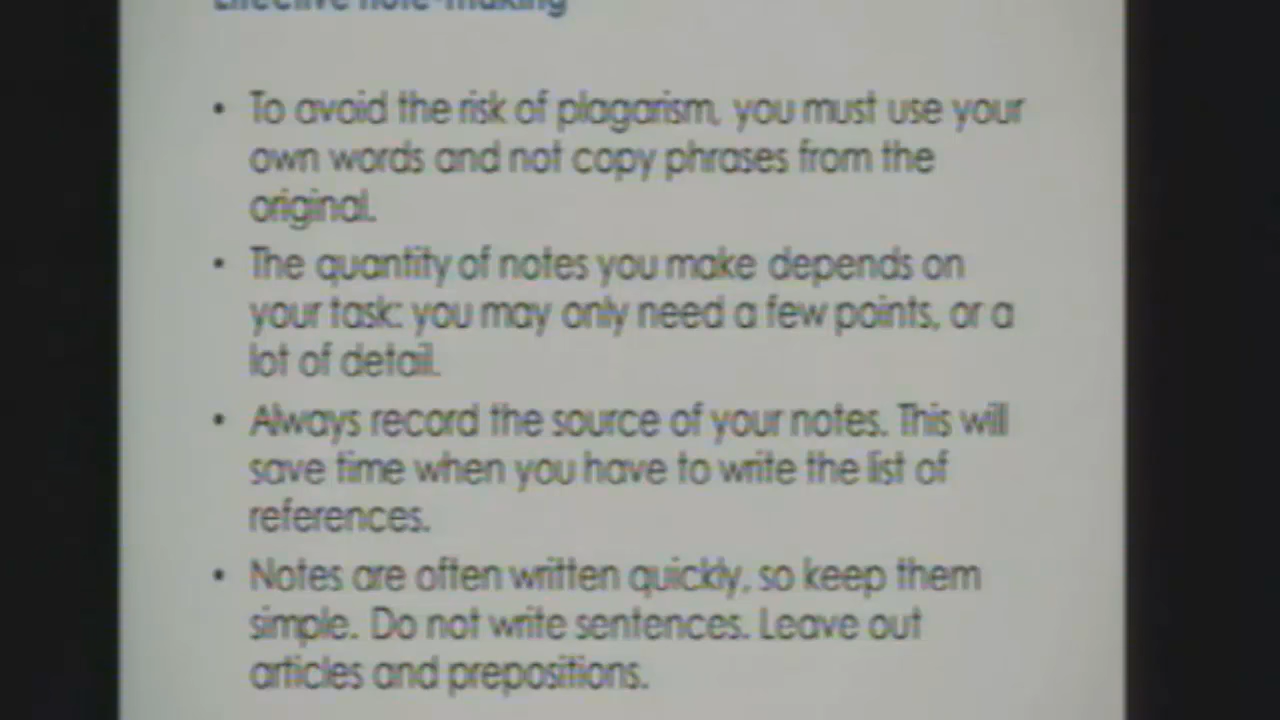 Effective note-making
• To avoid the risk of plagarism, you must use your
own words and not copy phrases from the
original.
• The quantity of notes you make depends on
your task: you may only need a few points, or a
lot of detail.
• Always record the source of your notes. This will
save time when you have to write the list of
references.
• Notes are often written quickly, so keep them
simple. Do not write sentences. Leave out
articles and prepositions.